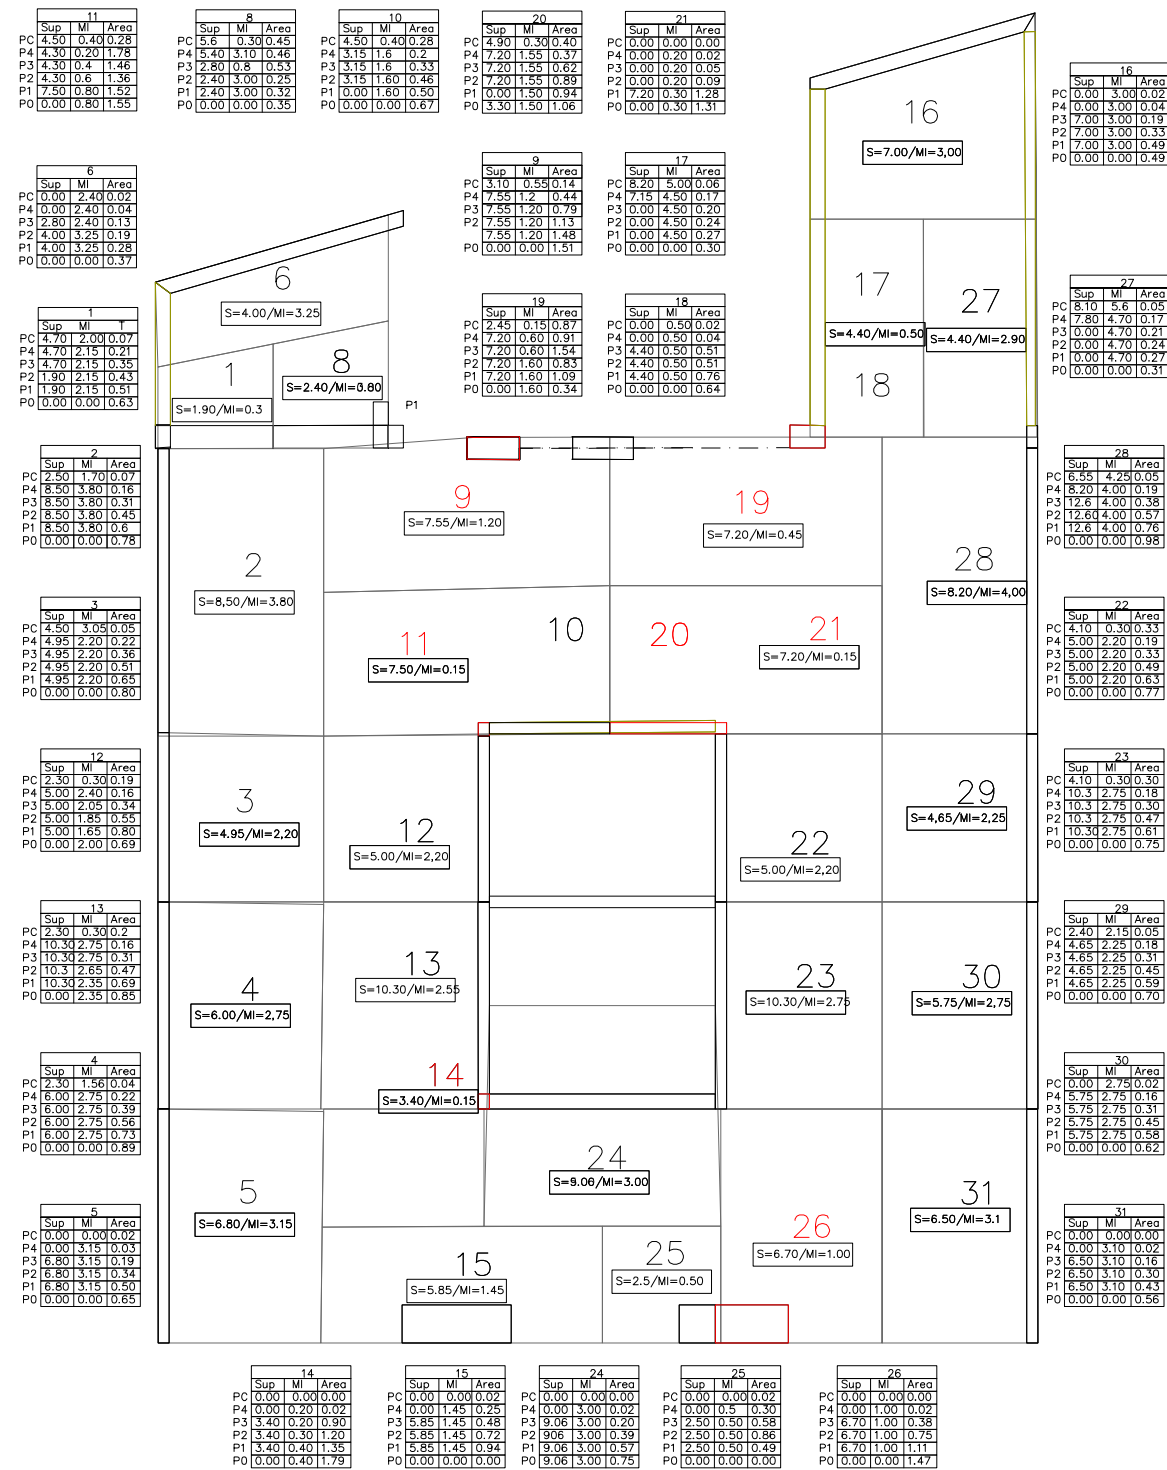 11
Sup Ml Area
PC 4.50 0.40 0.28
P4 4.30 0.20 1.78
P3 4.30 0.4 1.46
P2 4.30 0.6 1.36
P1 7.50 0.80 1.52
P0 0.00 0.80 1.55
8
Sup Ml Area
PC 5.6 0.30 0.45
P4 5.40 3.10 0.46
P3 2.80 0.8 0.53
P2 2.40 3.00 0.25
P1 2.40 3.00 0.32
P0 0.00 0.00 0.35
10
Sup Ml Area
PC 4.50 0.40 0.28
P4 3.15 1.6 0.2
P3 3.15 1.6 0.33
P2 3.15 1.60 0.46
P1 0.00 1.60 0.50
P0 0.00 0.00 0.67
20
Sup Ml Area
PC 4.90 0.30 0.40
P4 7.20 1.55 0.37
P3 7.20 1.55 0.62
P2 7.20 1.55 0.89
P1 0.00 1.50 0.94
P0 3.30 1.50 1.06
21
Sup Ml Area
PC 0.00 0.00 0.00
P4 0.00 0.20 0.02
P3 0.00 0.20 0.05
P2 0.00 0.20 0.09
P1 7.20 0.30 1.28
P0 0.00 0.30 1.31
16
Sup Ml Area
PC 0.00 3.00 0.02
P4 0.00 3.00 0.04
P3 7.00 3.00 0.19
P2 7.00 3.00 0.33
P1 7.00 3.00 0.49
P0 0.00 0.00 0.49
6
Sup Ml Area
PC 0.00 2.40 0.02
P4 0.00 2.40 0.04
P3 2.80 2.40 0.13
P2 4.00 3.25 0.19
P1 4.00 3.25 0.28
P0 0.00 0.00 0.37
9
Sup Ml Area
PC 3.10 0.55 0.14
P4 7.55 1.2 0.44
P3 7.55 1.20 0.79
P2 7.55 1.20 1.13
7.55 1.20 1.48
P0 0.00 0.00 1.51
17
Sup Ml Area
PC 8.20 5.00 0.06
P4 7.15 4.50 0.17
P3 0.00 4.50 0.20
P2 0.00 4.50 0.24
P1 0.00 4.50 0.27
P0 0.00 0.00 0.30
1
Sup Ml T
PC 4.70 2.00 0.07
P4 4.70 2.15 0.21
P3 4.70 2.15 0.35
P2 1.90 2.15 0.43
P1 1.90 2.15 0.51
P0 0.00 0.00 0.63
19
Sup Ml Area
PC 2.45 0.15 0.87
P4 7.20 0.60 0.91
P3 7.20 0.60 1.54
P2 7.20 1.60 0.83
P1 7.20 1.60 1.09
P0 0.00 1.60 0.34
18
Sup Ml Area
PC 0.00 0.50 0.02
P4 0.00 0.50 0.04
P3 4.40 0.50 0.51
P2 4.40 0.50 0.51
P1 4.40 0.50 0.76
P0 0.00 0.00 0.64
27
Sup Ml Area
PC 8.10 5.6 0.05
P4 7.80 4.70 0.17
P3 0.00 4.70 0.21
P2 0.00 4.70 0.24
P1 0.00 4.70 0.27
P0 0.00 0.00 0.31
16
S=7.00/Ml=3,00
6
S=4.00/Ml=3.25
17
S=4.40/Ml=0.50
27
S=4.40/Ml=2.90
1
S=1.90/Ml=0.3
8
S=2.40/Ml=0.80
P1
18
2
Sup Ml Area
PC 2.50 1.70 0.07
P4 8.50 3.80 0.16
P3 8.50 3.80 0.31
P2 8.50 3.80 0.45
P1 8.50 3.80 0.6
P0 0.00 0.00 0.78
28
Sup Ml Area
PC 6.55 4.25 0.05
P4 8.20 4.00 0.19
P3 12.6 4.00 0.38
P2 12.60 4.00 0.57
P1 12.6 4.00 0.76
P0 0.00 0.00 0.98
9
S=7.55/Ml=1.20
19
S=7.20/Ml=0.45
2
S=8,50/Ml=3.80
28
S=8.20/Ml=4,00
11
S=7.50/Ml=0.15
10
20
21
S=7.20/Ml=0.15
3
Sup Ml Area
PC 4.50 3.05 0.05
P4 4.95 2.20 0.22
P3 4.95 2.20 0.36
P2 4.95 2.20 0.51
P1 4.95 2.20 0.65
P0 0.00 0.00 0.80
22
Sup Ml Area
PC 4.10 0.30 0.33
P4 5.00 2.20 0.19
P3 5.00 2.20 0.33
P2 5.00 2.20 0.49
P1 5.00 2.20 0.63
P0 0.00 0.00 0.77
12
Sup Ml Area
PC 2.30 0.30 0.19
P4 5.00 2.40 0.16
P3 5.00 2.05 0.34
P2 5.00 1.85 0.55
P1 5.00 1.65 0.80
P0 0.00 2.00 0.69
23
Sup Ml Area
PC 4.10 0.30 0.30
P4 10.3 2.75 0.18
P3 10.3 2.75 0.30
P2 10.3 2.75 0.47
P1 10.30 2.75 0.61
P0 0.00 0.00 0.75
3
S=4.95/Ml=2,20
12
S=5.00/Ml=2,20
22
S=5.00/Ml=2,20
29
S=4,65/Ml=2,25
13
Sup Ml Area
PC 2.30 0.30 0.2
P4 10.30 2.75 0.16
P3 10.30 2.75 0.31
P2 10.3 2.65 0.47
P1 10.30 2.35 0.69
P0 0.00 2.35 0.85
29
Sup Ml Area
PC 2.40 2.15 0.05
P4 4.65 2.25 0.18
P3 4.65 2.25 0.31
P2 4.65 2.25 0.45
P1 4.65 2.25 0.59
P0 0.00 0.00 0.70
4
S=6.00/Ml=2,75
13
S=10.30/Ml=2.55
23
S=10.30/Ml=2.75
30
S=5.75/Ml=2,75
14
S=3.40/Ml=0.15
4
Sup Ml Area
PC 2.30 1.56 0.04
P4 6.00 2.75 0.22
P3 6.00 2.75 0.39
P2 6.00 2.75 0.56
P1 6.00 2.75 0.73
P0 0.00 0.00 0.89
30
Sup Ml Area
PC 0.00 2.75 0.02
P4 5.75 2.75 0.16
P3 5.75 2.75 0.31
P2 5.75 2.75 0.45
P1 5.75 2.75 0.58
P0 0.00 0.00 0.62
5
S=6.80/Ml=3.15
24
S=9.06/Ml=3.00
31
S=6.50/Ml=3.1
15
S=5.85/Ml=1.45
25
S=2.5/Ml=0.50
26
S=6.70/Ml=1.00
5
Sup Ml Area
PC 0.00 0.00 0.02
P4 0.00 3.15 0.03
P3 6.80 3.15 0.19
P2 6.80 3.15 0.34
P1 6.80 3.15 0.50
P0 0.00 0.00 0.65
31
Sup Ml Area
PC 0.00 0.00 0.00
P4 0.00 3.10 0.02
P3 6.50 3.10 0.16
P2 6.50 3.10 0.30
P1 6.50 3.10 0.43
P0 0.00 0.00 0.56
14
Sup Ml Area
PC 0.00 0.00 0.00
P4 0.00 0.20 0.02
P3 3.40 0.20 0.90
P2 3.40 0.30 1.20
P1 3.40 0.40 1.35
P0 0.00 0.40 1.79
15
Sup Ml Area
PC 0.00 0.00 0.02
P4 0.00 1.45 0.25
P3 5.85 1.45 0.48
P2 5.85 1.45 0.72
P1 5.85 1.45 0.94
P0 0.00 0.00 0.00
24
Sup Ml Area
PC 0.00 0.00 0.00
P4 0.00 3.00 0.02
P3 9.06 3.00 0.20
P2 906 3.00 0.39
P1 9.06 3.00 0.57
P0 9.06 3.00 0.75
25
Sup Ml Area
PC 0.00 0.00 0.02
P4 0.00 0.5 0.30
P3 2.50 0.50 0.58
P2 2.50 0.50 0.86
P1 2.50 0.50 0.49
P0 0.00 0.00 0.00
26
Sup Ml Area
PC 0.00 0.00 0.00
P4 0.00 1.00 0.02
P3 6.70 1.00 0.38
P2 6.70 1.00 0.75
P1 6.70 1.00 1.11
P0 0.00 0.00 1.47